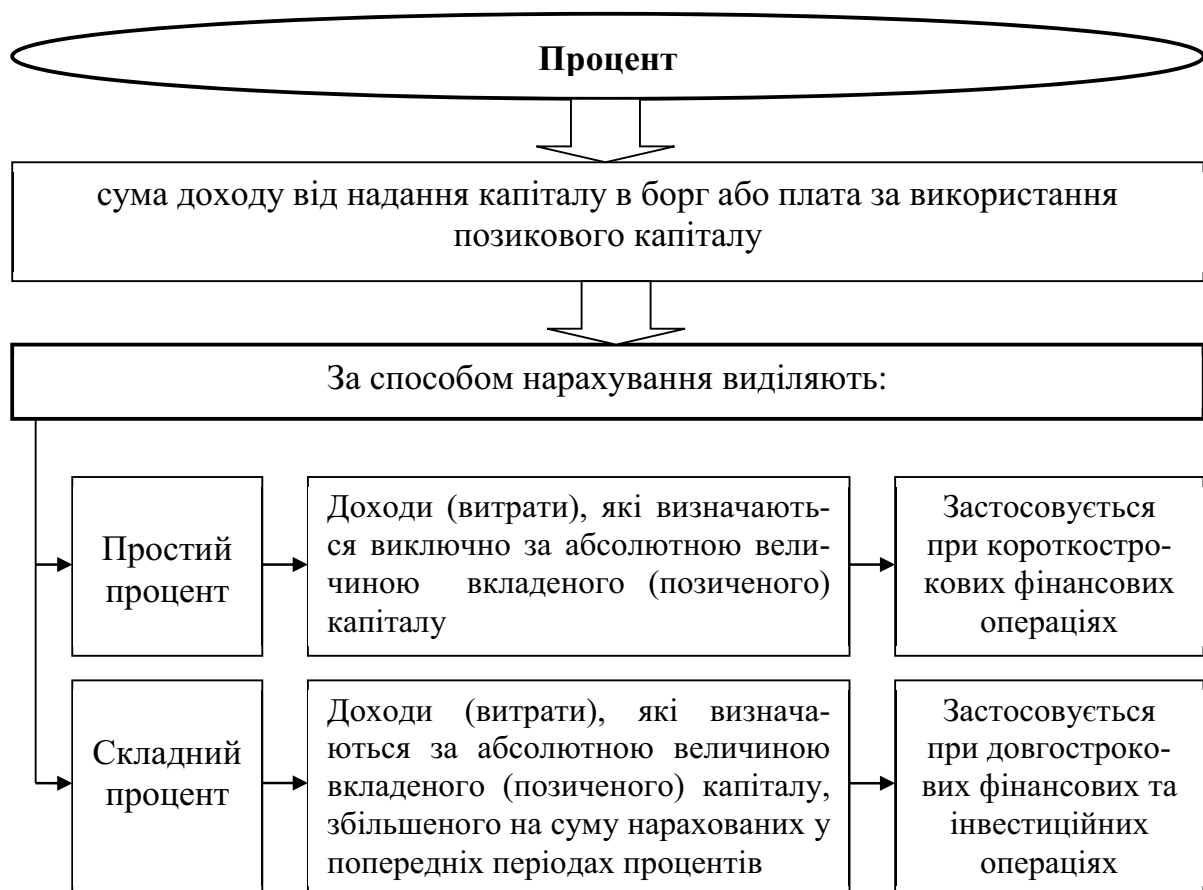 Процент
сума доходу від надання капіталу в борг або плата за використання
позикового капіталу
За способом нарахування виділяють:
Простий
процент
Доходи (витрати), які визначають-
ся виключно за абсолютною вели-
чиною вкладеного (позиченого)
капіталу
Застосовується
при короткостро-
кових фінансових
операціях
Складний
процент
Доходи (витрати), які визнача-
ються за абсолютною величиною
вкладеного (позиченого) капіталу,
збільшеного на суму нарахованих у
попередніх періодах процентів
Застосовується
при довгостроко-
вих фінансових та
інвестиційних
операціях